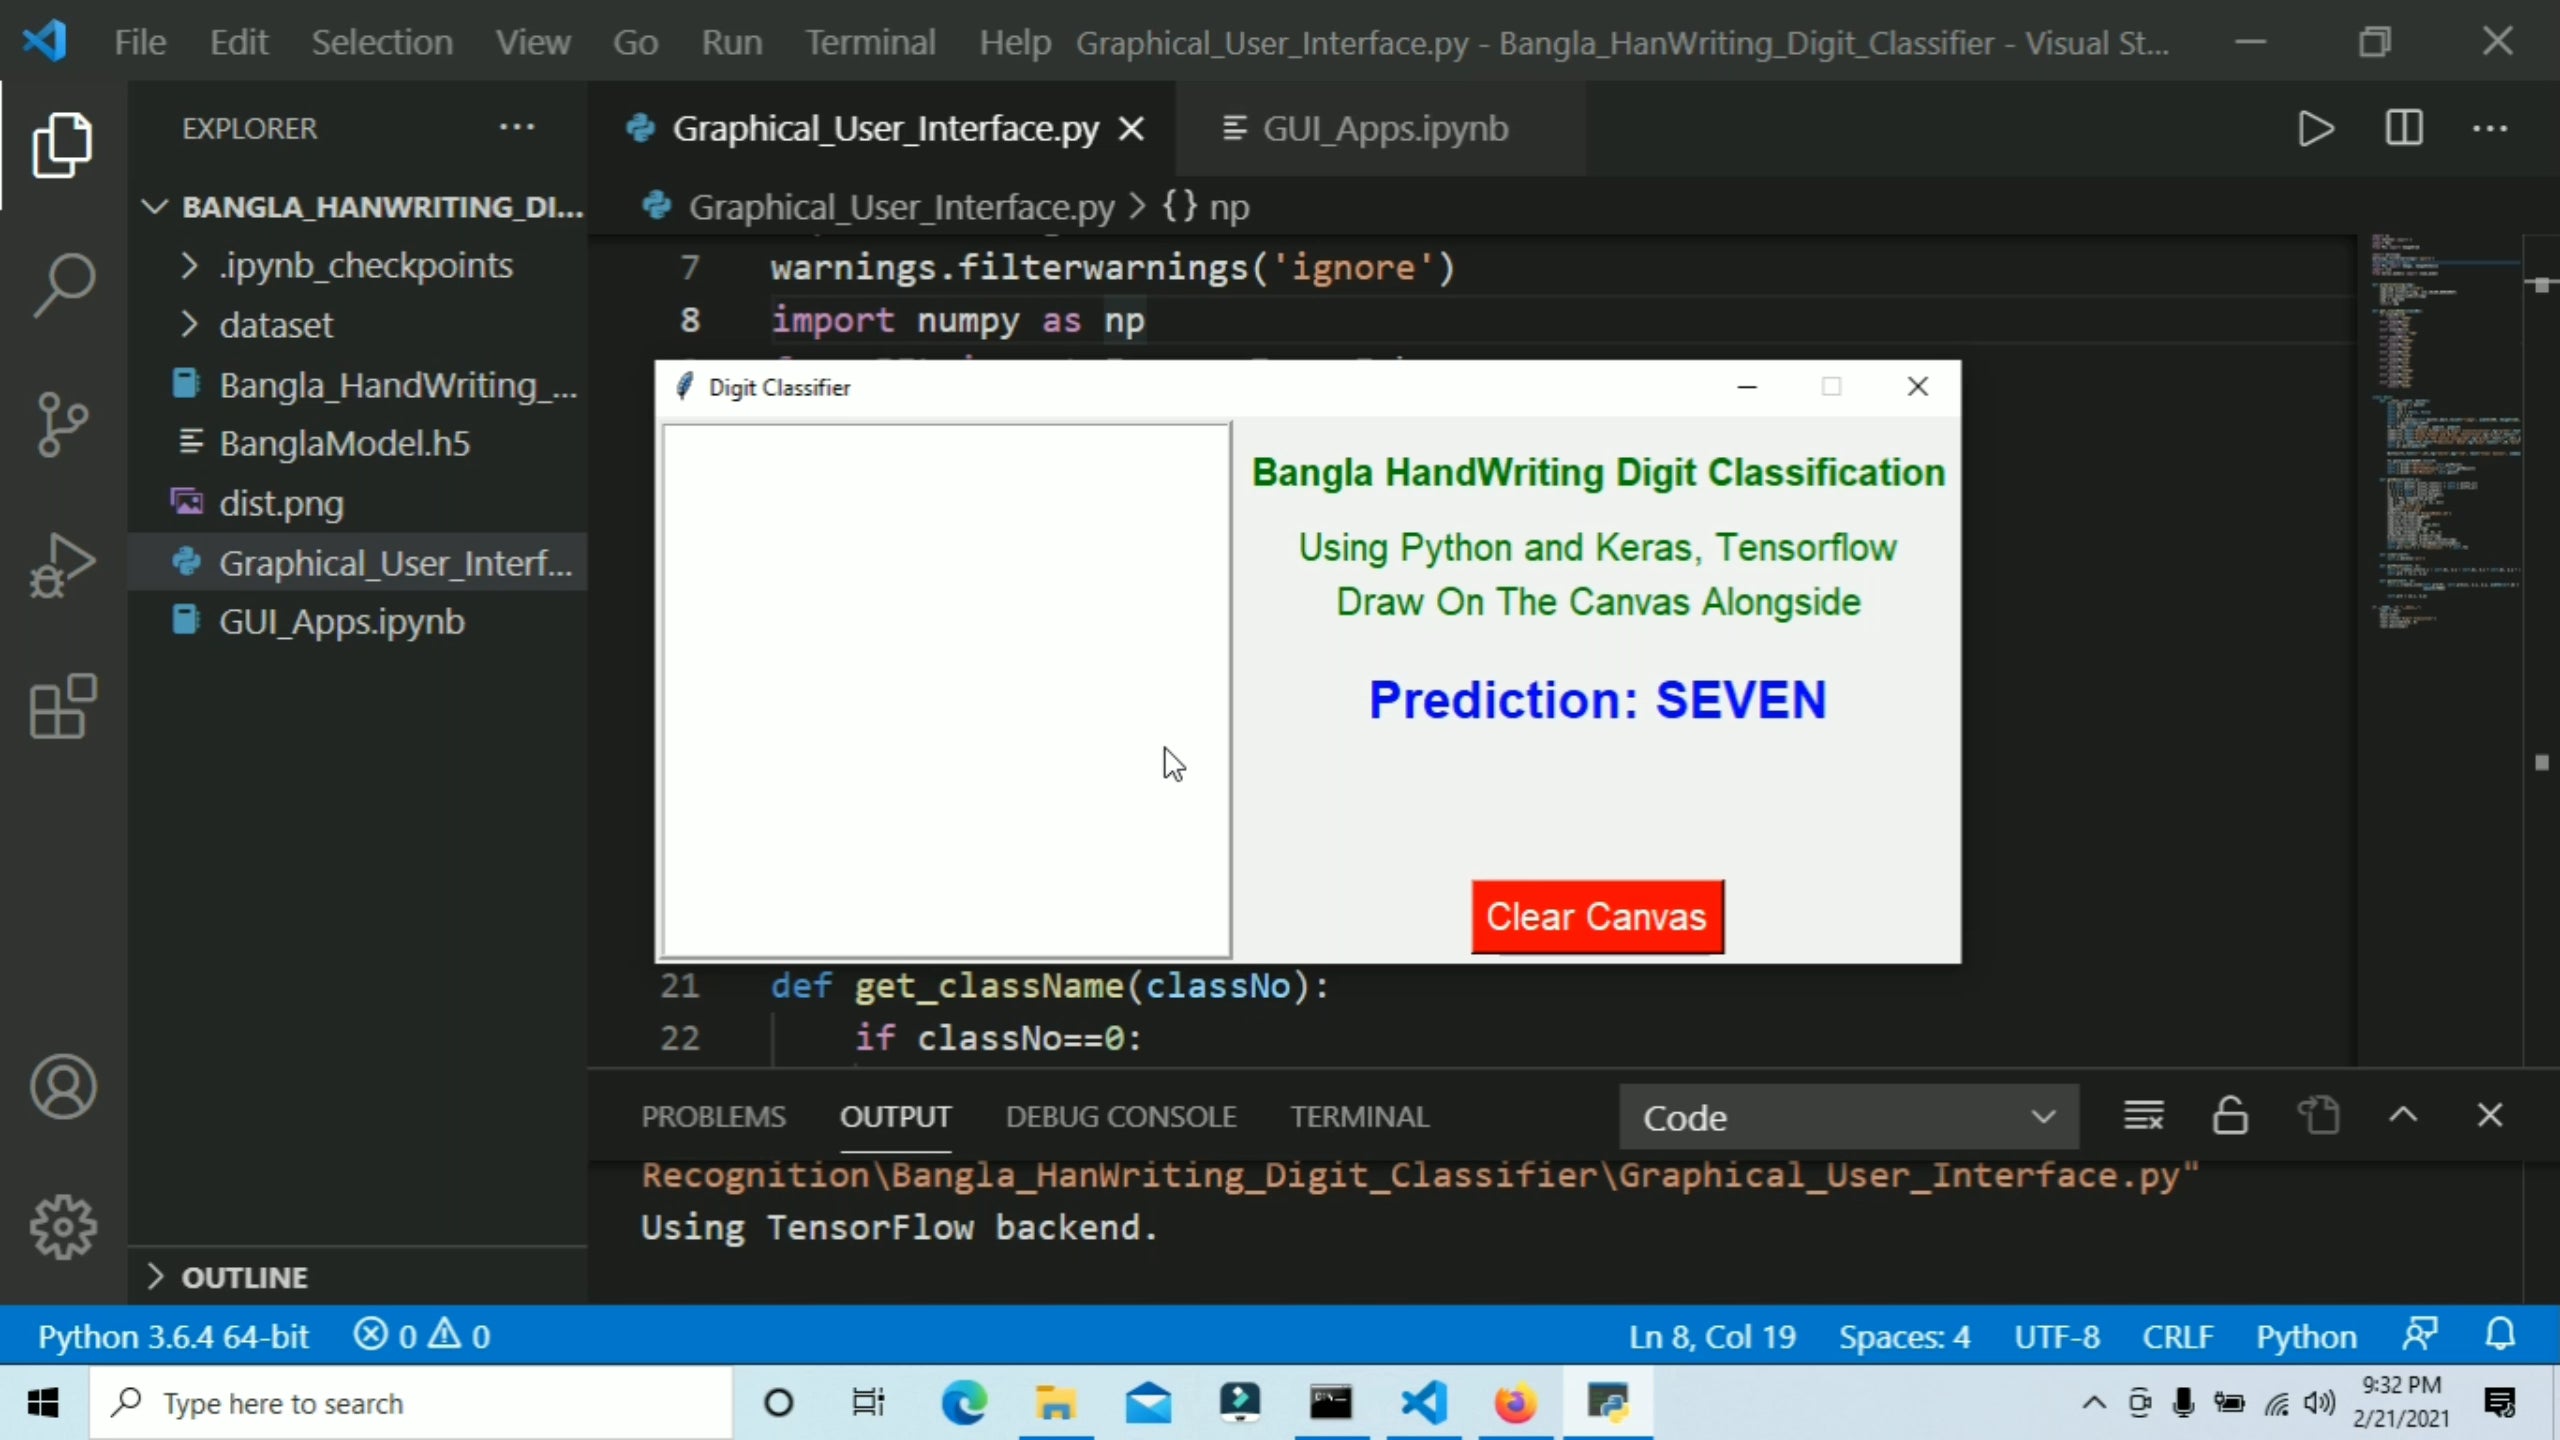 File Edit Selection View Go Run Terminal Help Graphical_User_Interface.py - Bangla_HanWriting_Digit_Classifier - Visual St...
EXPLORER
BANGLA_HANWRITING_DI...
.ipynb_checkpoints
dataset
Bangla_HandWriting_...
BanglaModel.h5
dist.png
Graphical_User_Interf...
GUI_Apps.ipynb
OUTLINE
Graphical_User_Interface.py
GUI_Apps.ipynb
Graphical_User_Interface.py > {} np
7 warnings.filterwarnings('ignore')
8 import numpy as np
Digit Classifier
Bangla HandWriting Digit Classification
Using Python and Keras, Tensorflow
Draw On The Canvas Alongside
Prediction: SEVEN
Clear Canvas
21 def get_className(classNo):
22 if classNo==0:
PROBLEMS OUTPUT DEBUG CONSOLE TERMINAL Code
Recognition\Bangla_HanWriting_Digit_Classifier\Graphical_User_Interface.py"
Using TensorFlow backend.
Python 3.6.4 64-bit 0 0 Ln 8, Col 19 Spaces: 4 UTF-8 CRLF Python
Type here to search
9:32 PM
2/21/2021